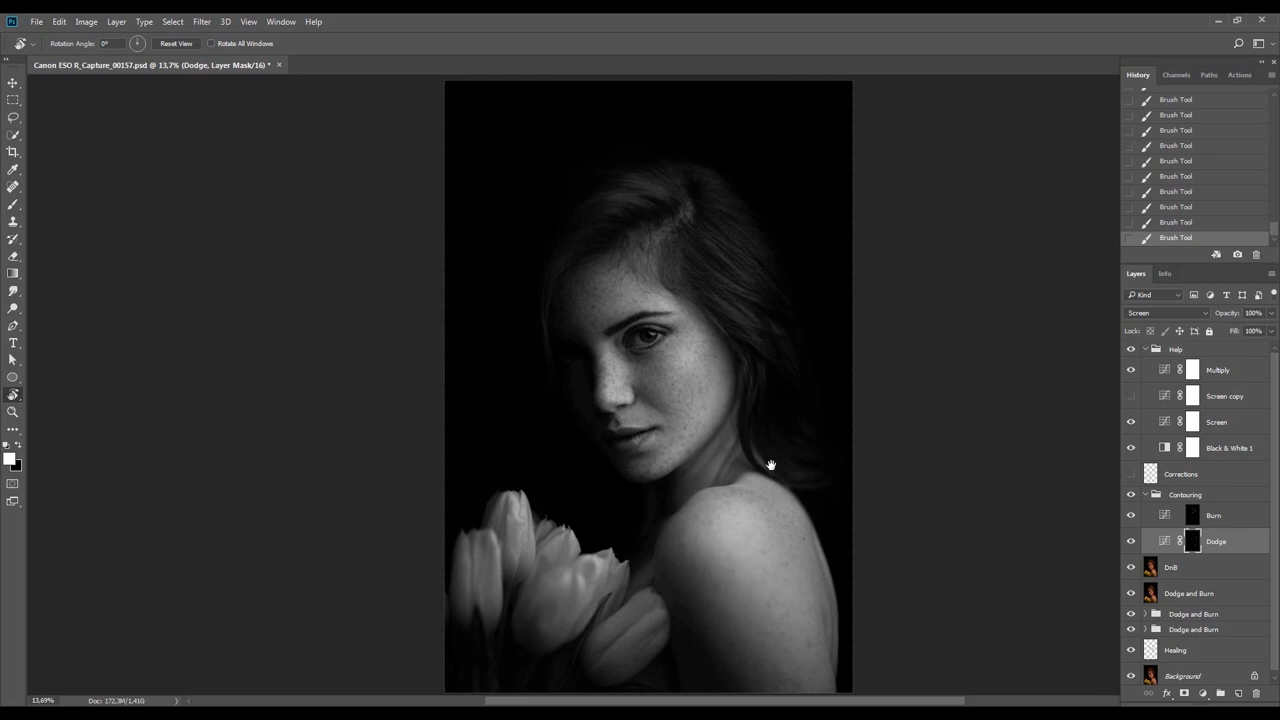 Ps File Edit Image Layer Type Select Filter 3D View Window Help
Rotation Angle: 0° Reset View Rotate All Windows
Canon ESO R_Capture_00157.psd @ 13,7% (Dodge, Layer Mask/16) * ×
History Channels Paths Actions
Brush Tool
Brush Tool
Brush Tool
Brush Tool
Brush Tool
Brush Tool
Brush Tool
Brush Tool
Brush Tool
Brush Tool
Layers Info
Kind
Screen Opacity: 100%
Lock: Fill: 100%
Help
Multiply
Screen copy
Screen
Black & White 1
Corrections
Contouring
Burn
Dodge
DnB
Dodge and Burn
Dodge and Burn
Dodge and Burn
Healing
Background
13,69% Doc: 172,3M/1,41G